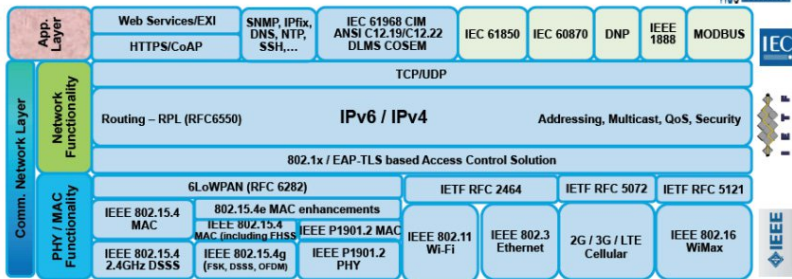 App. Layer
Web Services/EXI
HTTPS/CoAP
SNMP, IPfix,
DNS, NTP,
SSH,...
IEC 61968 CIM
ANSI C12.19/C12.22
DLMS COSEM
IEC 61850
IEC 60870
DNP
IEEE
1888
MODBUS
IEC
Comm. Network Layer
Network
Functionality
TCP/UDP
Routing – RPL (RFC6550)
IPv6 / IPv4
Addressing, Multicast, QoS, Security
802.1x / EAP-TLS based Access Control Solution
I E T F
PHY / MAC
Functionality
6LoWPAN (RFC 6282)
IETF RFC 2464
IETF RFC 5072
IETF RFC 5121
IEEE 802.15.4
MAC
802.15.4e MAC enhancements
IEEE 802.15.4
MAC (including FHSS
IEEE P1901.2 MAC
IEEE 802.15.4
2.4GHz DSSS
IEEE 802.15.4g
(FSK, DSSS, OFDM)
IEEE P1901.2
PHY
IEEE 802.11
Wi-Fi
IEEE 802.3
Ethernet
2G / 3G / LTE
Cellular
IEEE 802.16
WiMax
IEEE